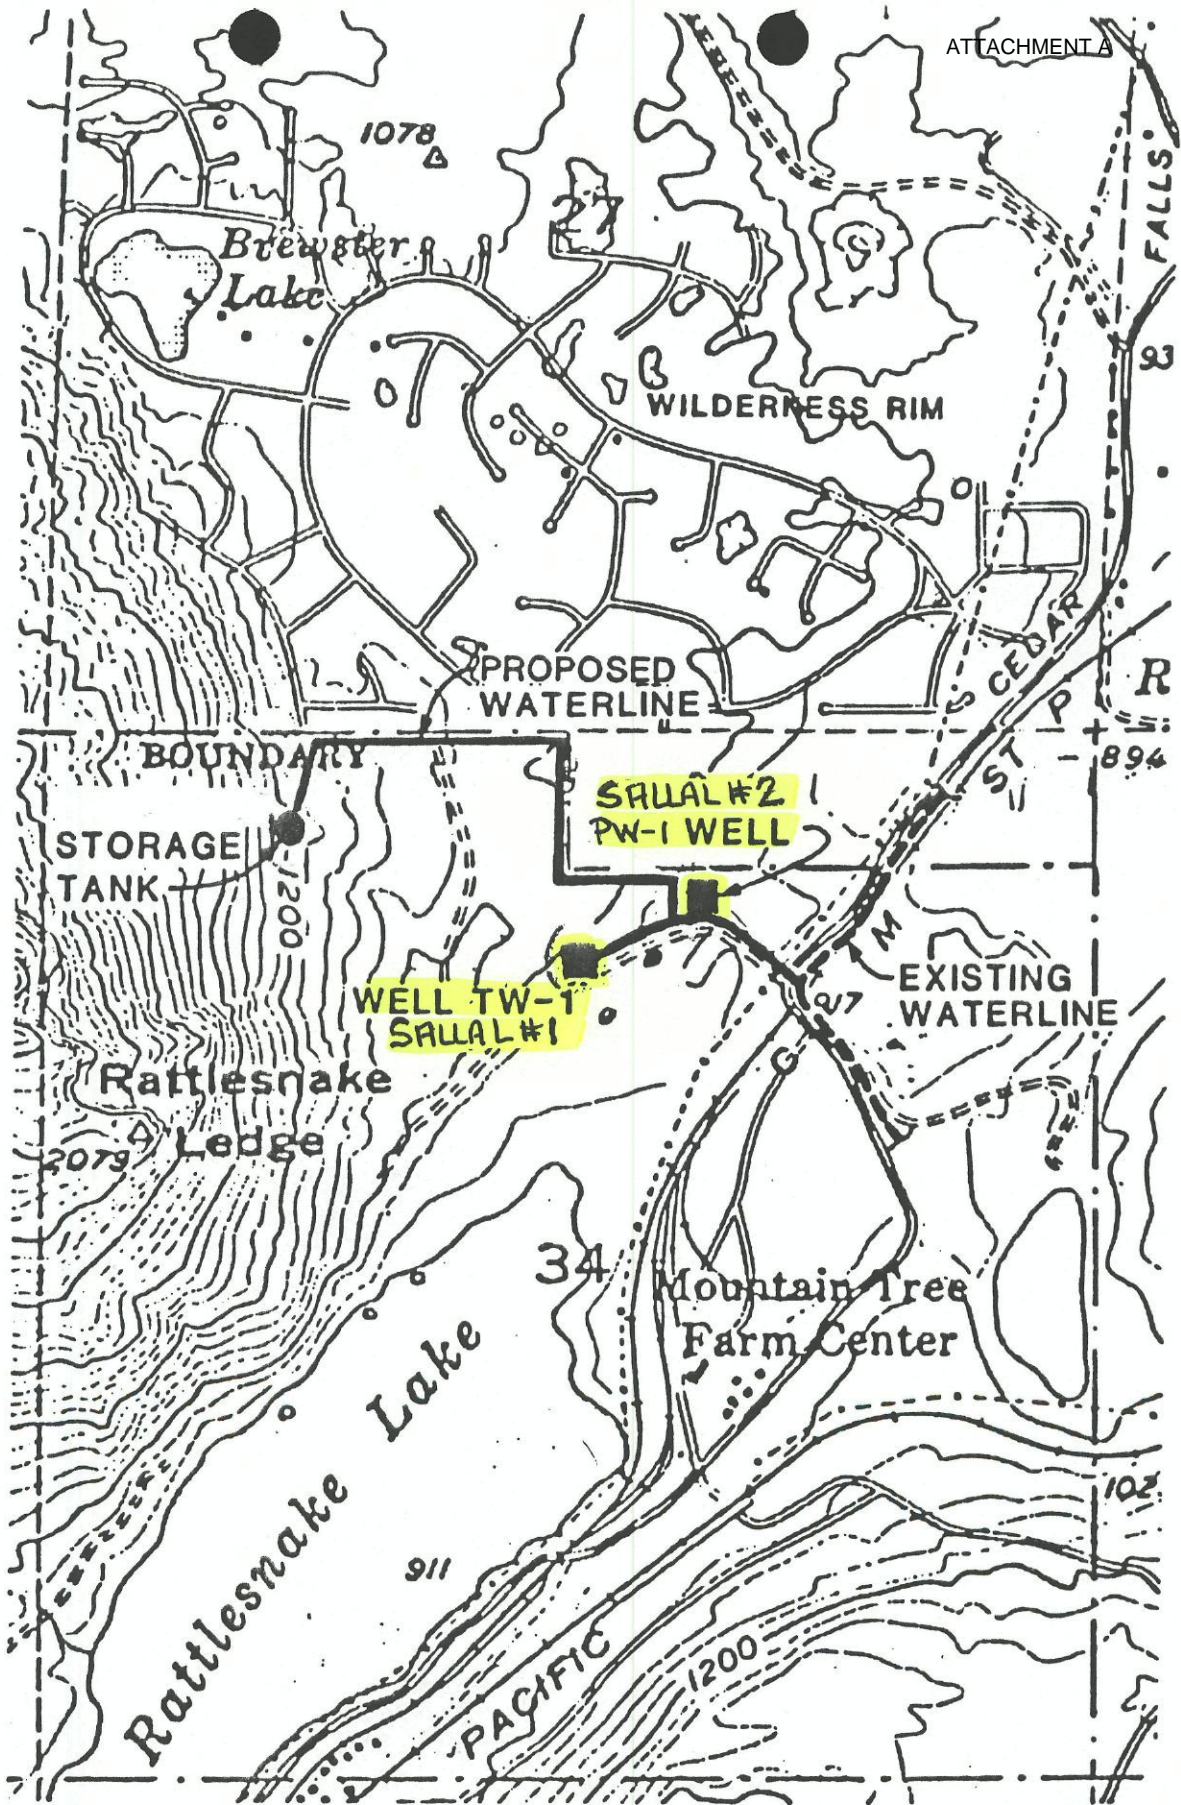 ATTACHMENT A
1078
27
FALLS
Brewster
Lake
93
WILDERNESS RIM
S CEDAR
PROPOSED
WATERLINE
R
P
ST
BOUNDARY
894
SALLAL #2
PW-1 WELL
STORAGE
TANK
1200
M
WELL TW-1
SALLAL #1
EXISTING
WATERLINE
917
G
Rattlesnake
Ledge
2079
34
Mountain Tree
Farm Center
Rattlesnake Lake
102
911
PACIFIC
1200